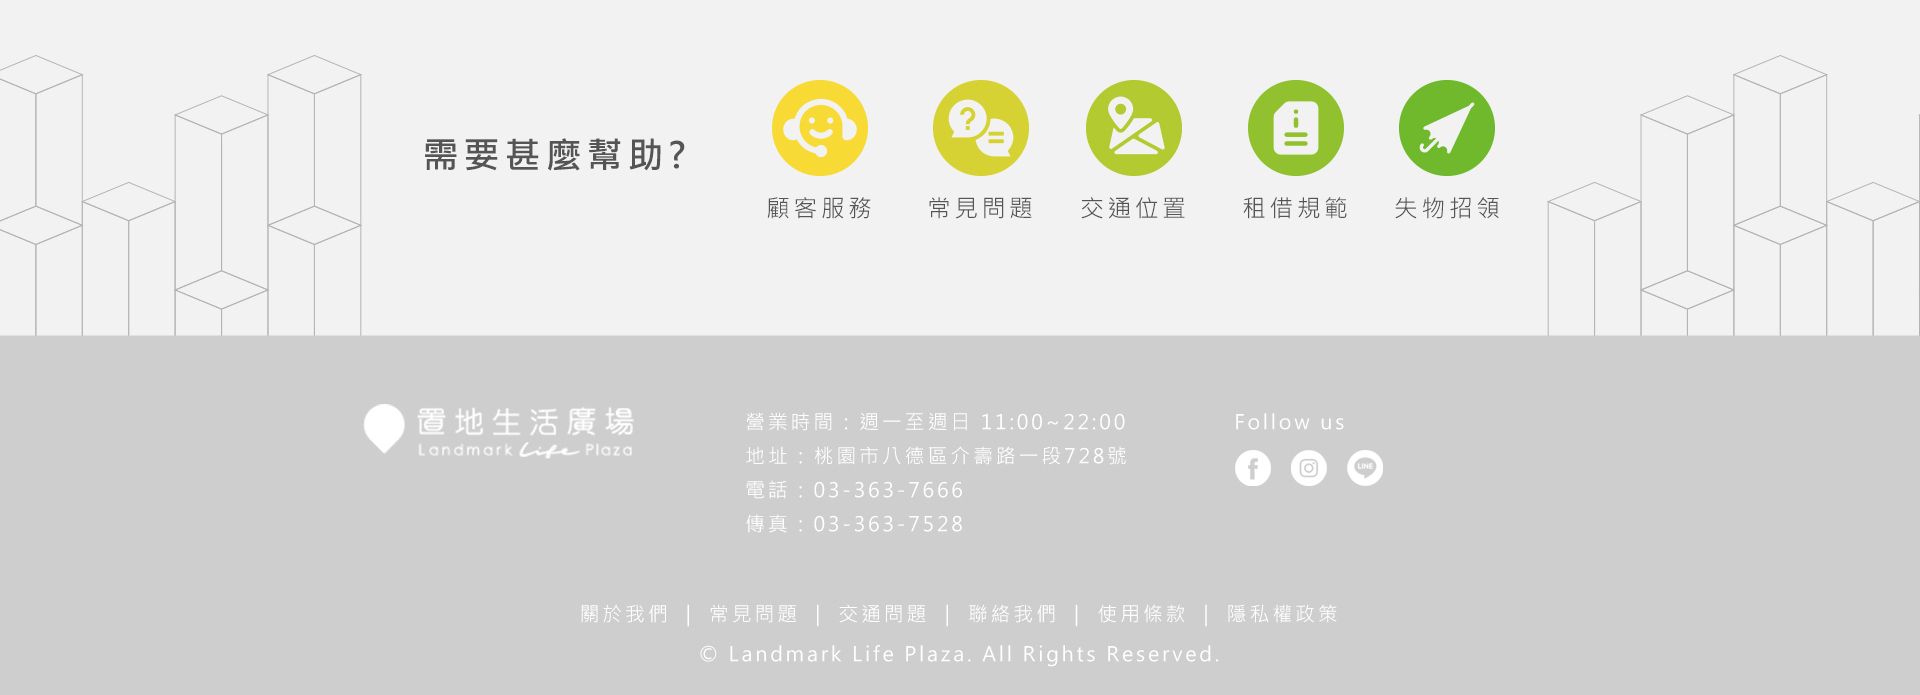 需要甚麼幫助?
顧客服務
常見問題
交通位置
租借規範
失物招領
置地生活廣場
Landmark Life Plaza
營業時間：週一至週日 11:00~22:00
地址：桃園市八德區介壽路一段728號
電話：03-363-7666
傳真：03-363-7528
Follow us
LINE
關於我們 | 常見問題 | 交通問題 | 聯絡我們 | 使用條款 | 隱私權政策
© Landmark Life Plaza. All Rights Reserved.